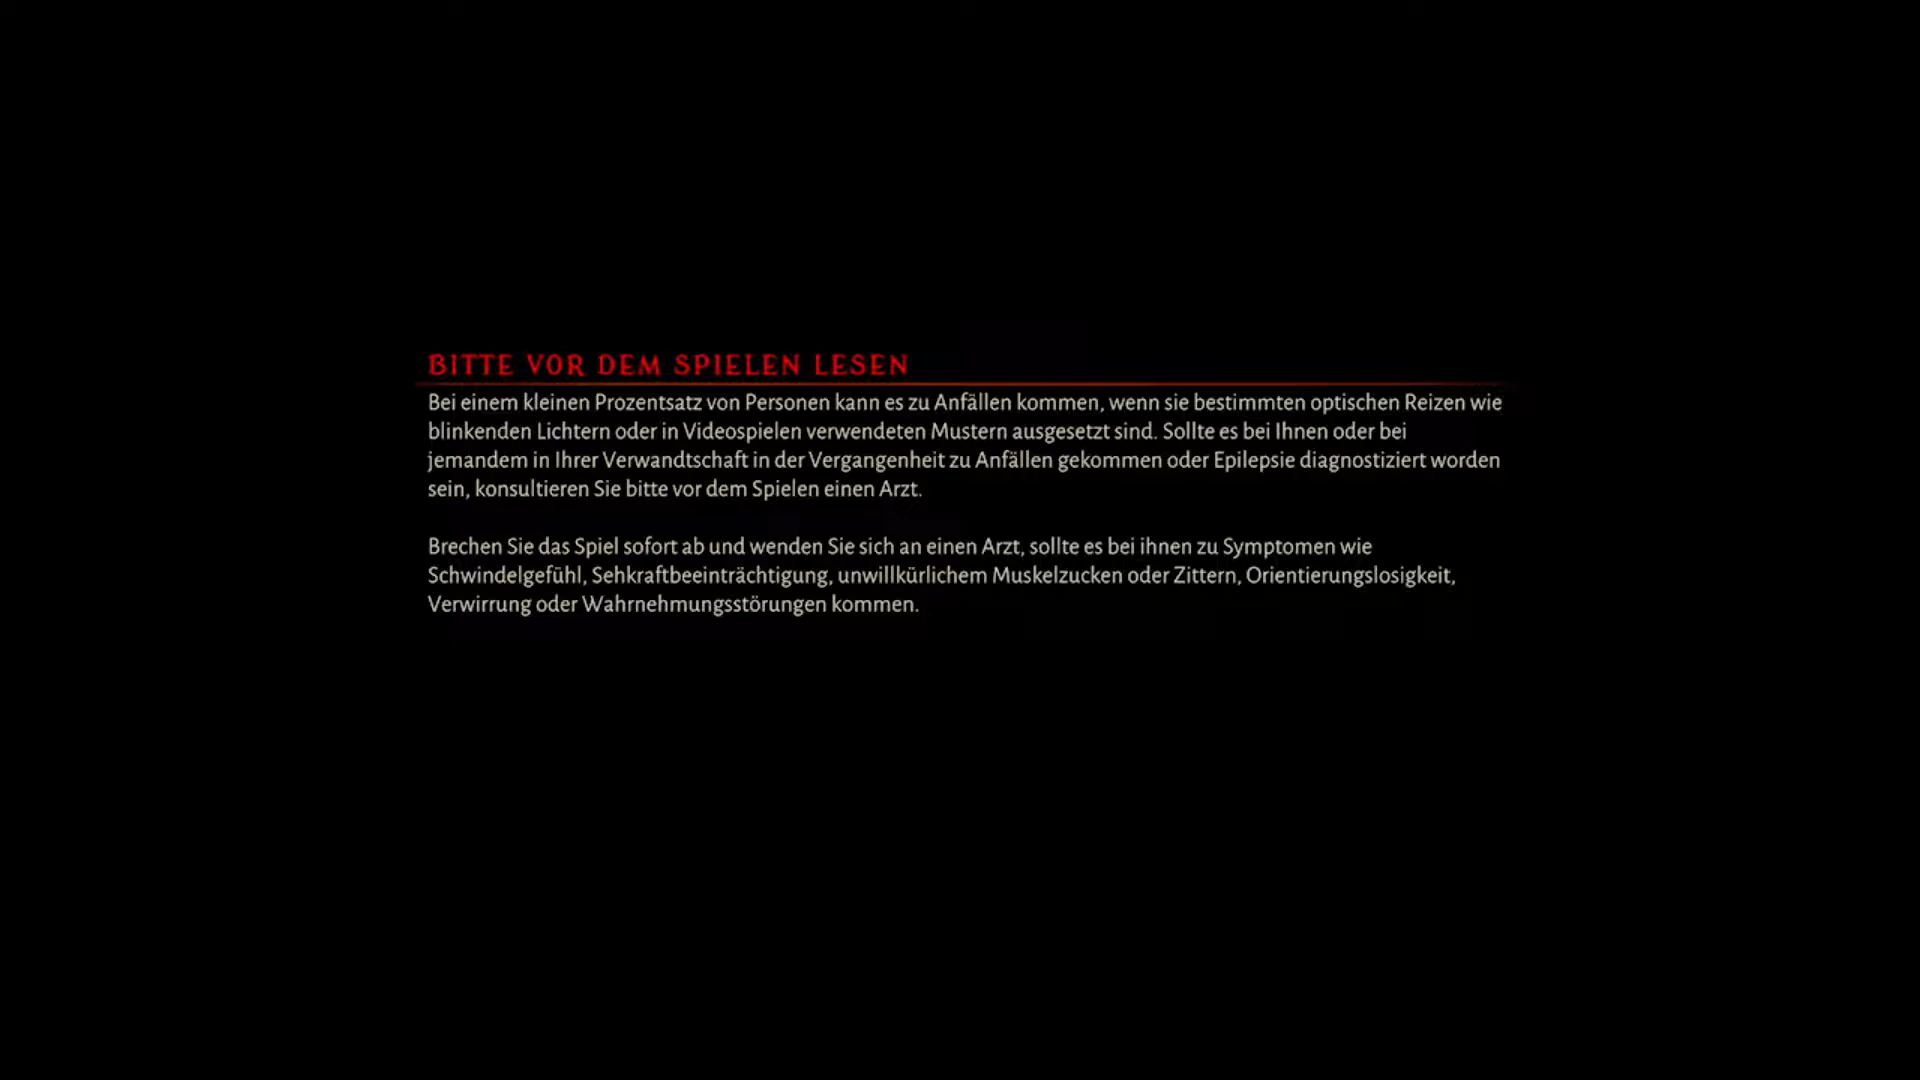 BITTE VOR DEM SPIELEN LESEN
Bei einem kleinen Prozentsatz von Personen kann es zu Anfällen kommen, wenn sie bestimmten optischen Reizen wie
blinkenden Lichtern oder in Videospielen verwendeten Mustern ausgesetzt sind. Sollte es bei Ihnen oder bei
jemandem in Ihrer Verwandtschaft in der Vergangenheit zu Anfällen gekommen oder Epilepsie diagnostiziert worden
sein, konsultieren Sie bitte vor dem Spielen einen Arzt.
Brechen Sie das Spiel sofort ab und wenden Sie sich an einen Arzt, sollte es bei ihnen zu Symptomen wie
Schwindelgefühl, Sehkraftbeeinträchtigung, unwillkürlichem Muskelzucken oder Zittern, Orientierungslosigkeit,
Verwirrung oder Wahrnehmungsstörungen kommen.